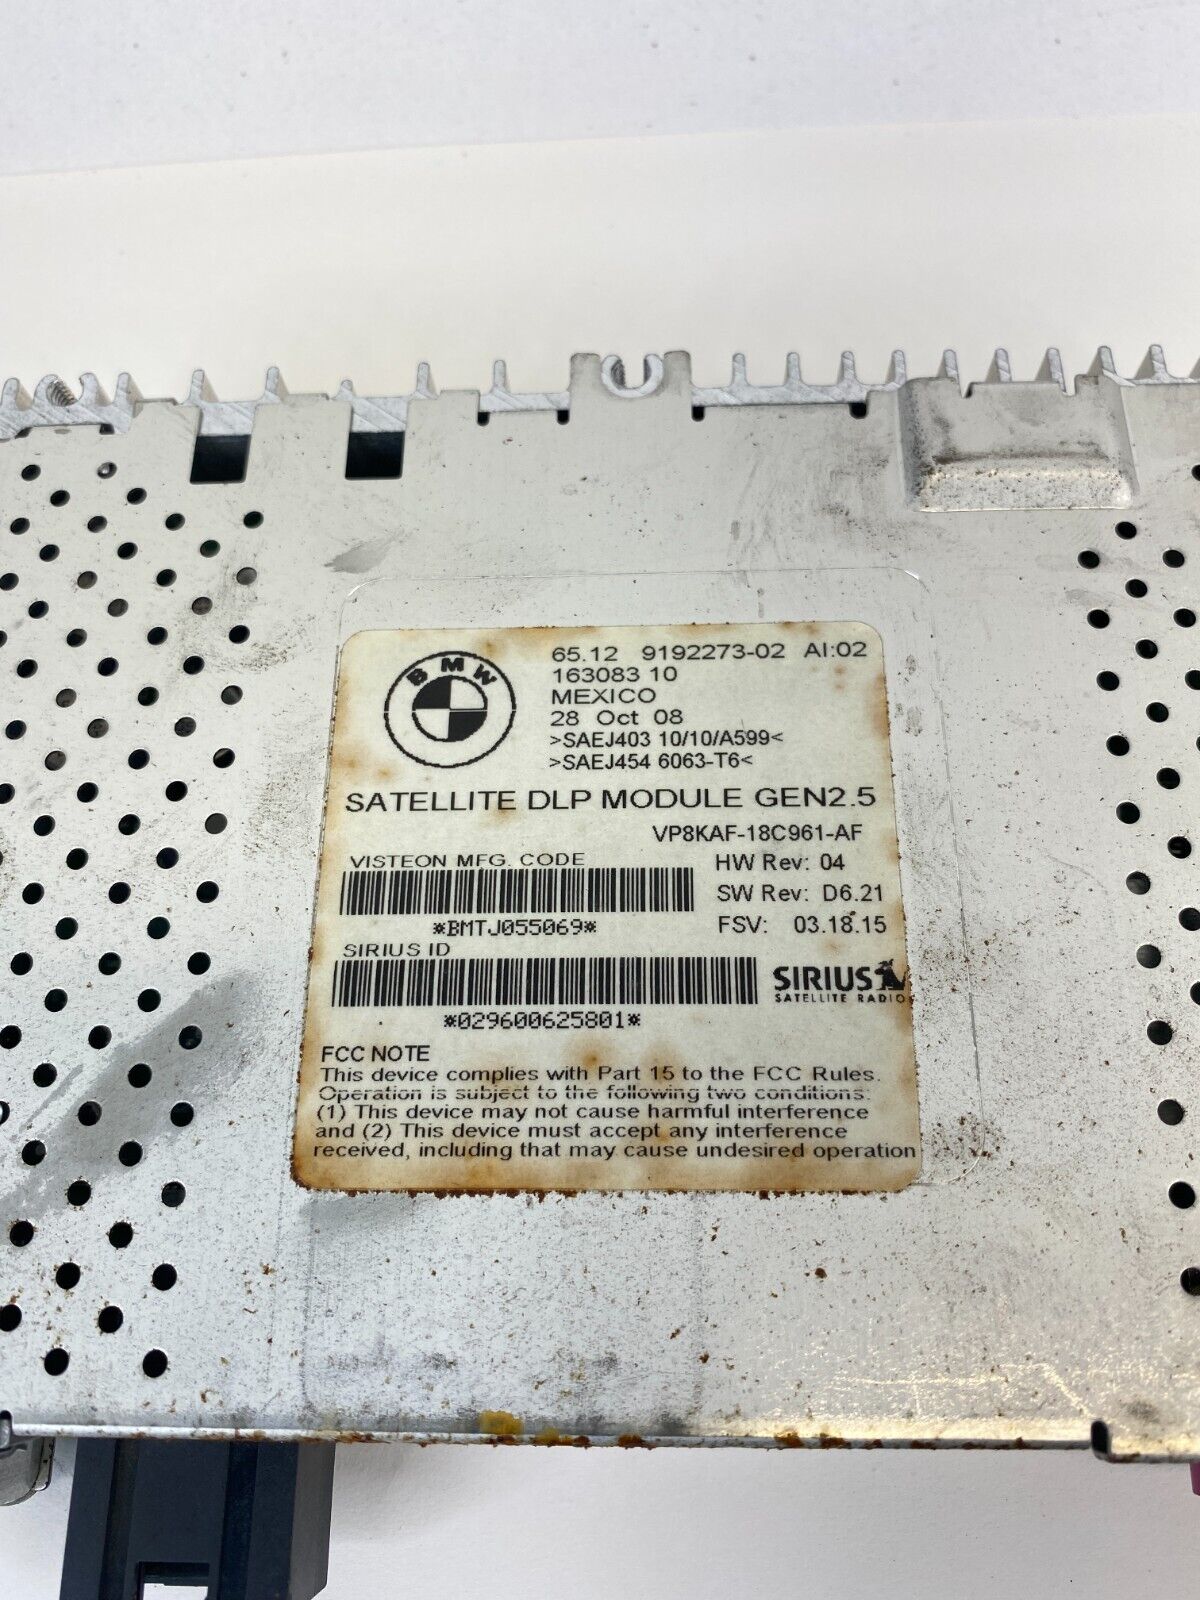 BMW
65.12 9192273-02 AI:02
163083 10
MEXICO
28 Oct 08
>SAEJ403 10/10/A599<
>SAEJ454 6063-T6<
SATELLITE DLP MODULE GEN2.5
VP8KAF-18C961-AF
VISTEON MFG. CODE
HW Rev: 04
SW Rev: D6.21
*BMTJ055069*
FSV: 03.18.15
SIRIUS ID
SIRIUS
SATELLITE RADIO
*029600625801*
FCC NOTE
This device complies with Part 15 to the FCC Rules.
Operation is subject to the following two conditions:
(1) This device may not cause harmful interference
and (2) This device must accept any interference
received, including that may cause undesired operation